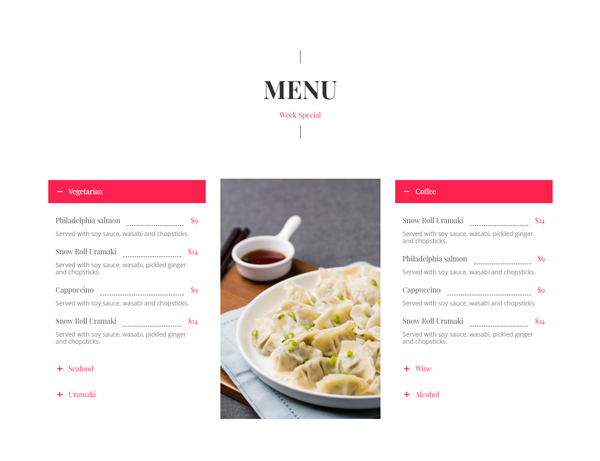 MENU
Week Special
Vegetarian
Philadelphia salmon $9
Served with soy sauce, wasabi and chopsticks.
Snow Roll Uramaki $14
Served with soy sauce, wasabi, pickled ginger
and chopsticks.
Cappuccino $9
Served with soy sauce, wasabi and chopsticks.
Snow Roll Uramaki $14
Served with soy sauce, wasabi, pickled ginger
and chopsticks.
Seafood
Uramaki
Coffee
Snow Roll Uramaki $14
Served with soy sauce, wasabi, pickled ginger
and chopsticks.
Philadelphia salmon $9
Served with soy sauce, wasabi and chopsticks.
Cappuccino $9
Served with soy sauce, wasabi and chopsticks.
Snow Roll Uramaki $14
Served with soy sauce, wasabi, pickled ginger
and chopsticks.
Wine
Alcohol